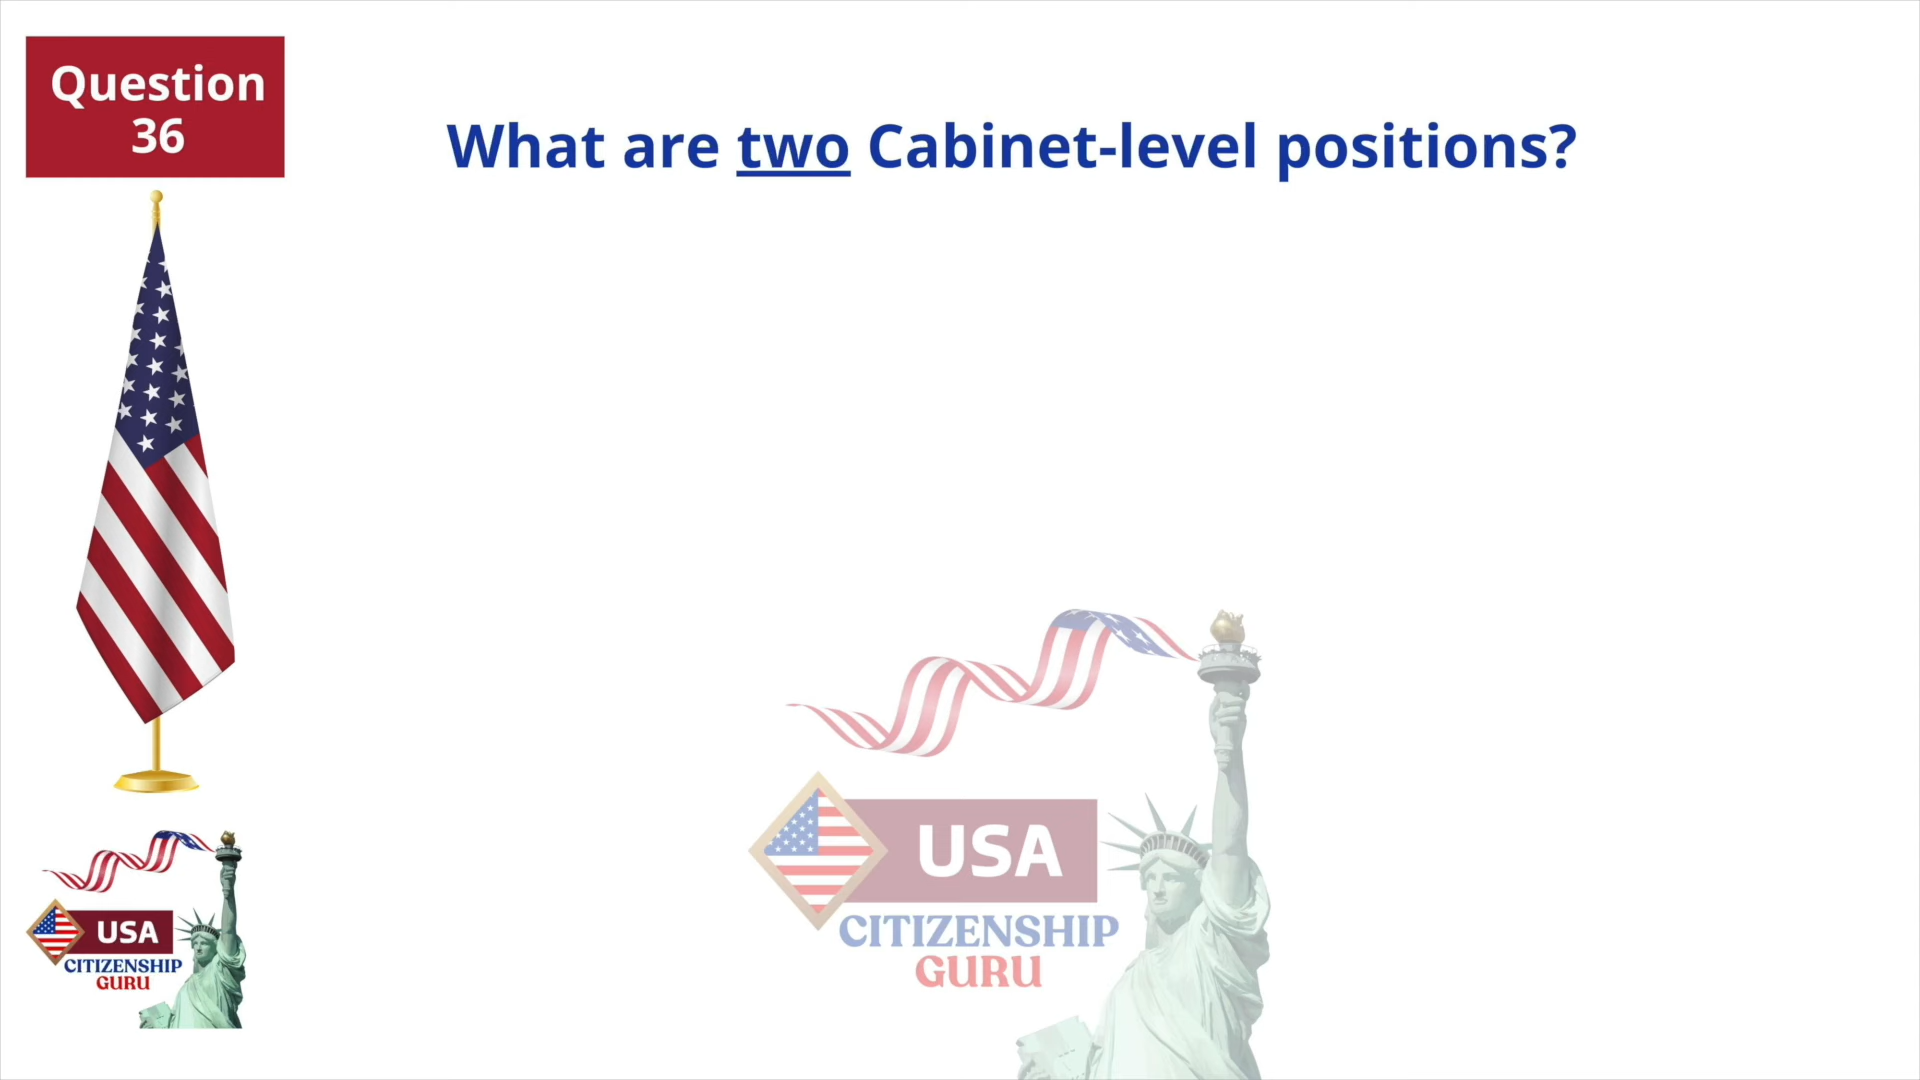 Question
36
What are two Cabinet-level positions?
USA
CITIZENSHIP
GURU
USA
CITIZENSHIP
GURU